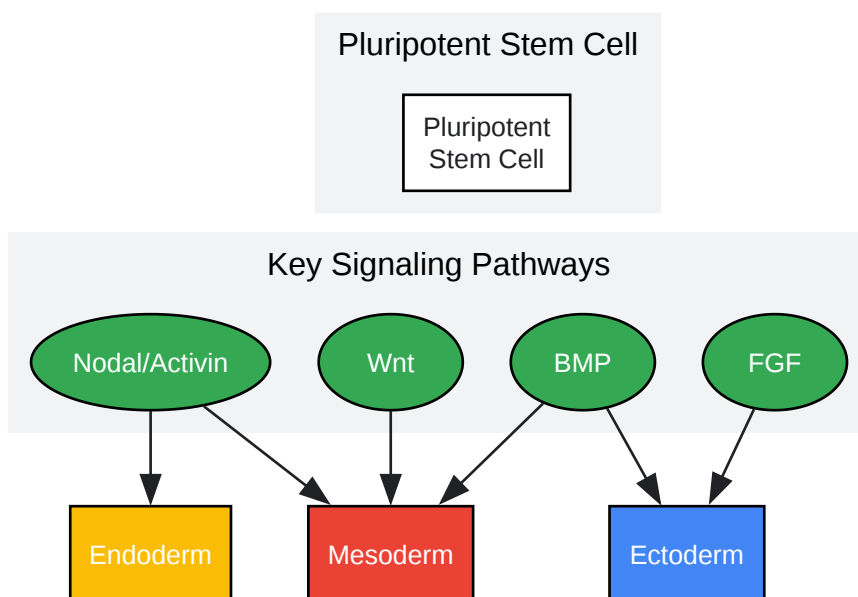 Pluripotent Stem Cell
Pluripotent
Stem Cell
Key Signaling Pathways
Nodal/Activin
Wnt
BMP
FGF
Endoderm
Mesoderm
Ectoderm